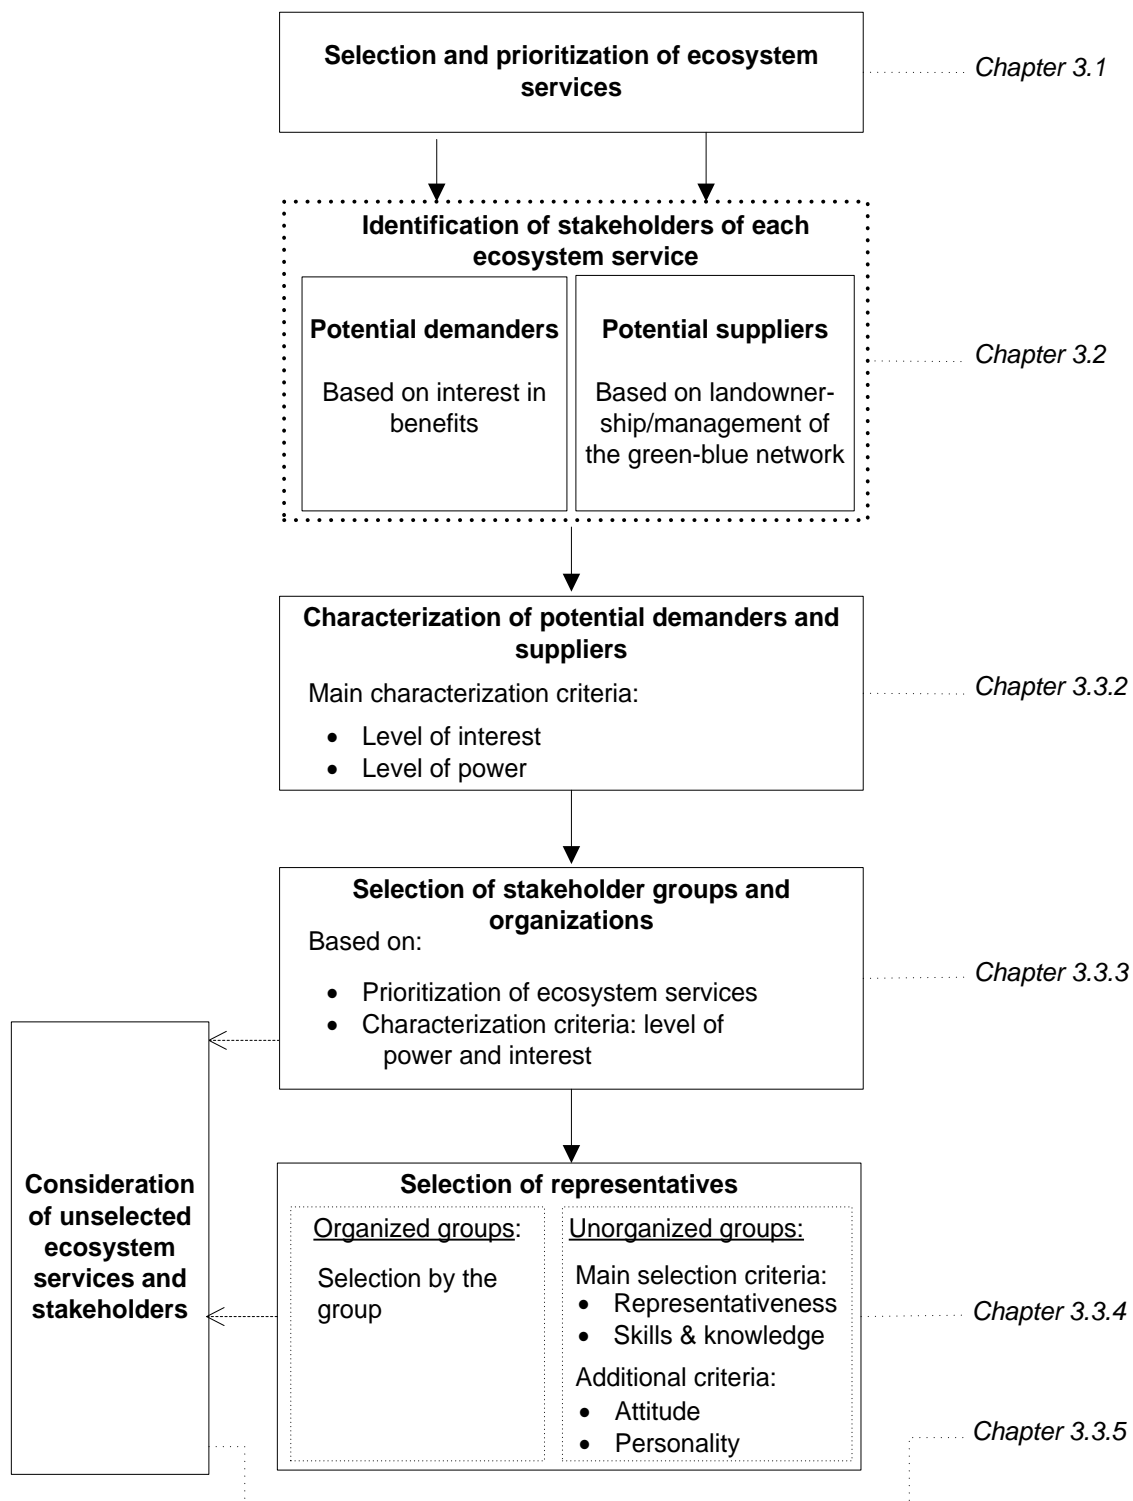 Selection and prioritization of ecosystem
services
Chapter 3.1
Identification of stakeholders of each
ecosystem service
Potential demanders
Based on interest in
benefits
Potential suppliers
Based on landowner-
ship/management of
the green-blue network
Chapter 3.2
Characterization of potential demanders and
suppliers
Main characterization criteria:
• Level of interest
• Level of power
Chapter 3.3.2
Selection of stakeholder groups and
organizations
Based on:
• Prioritization of ecosystem services
• Characterization criteria: level of
power and interest
Chapter 3.3.3
Consideration
of unselected
ecosystem
services and
stakeholders
Selection of representatives
Organized groups:
Selection by the
group
Unorganized groups:
Main selection criteria:
• Representativeness
• Skills & knowledge
Additional criteria:
• Attitude
• Personality
Chapter 3.3.4
Chapter 3.3.5